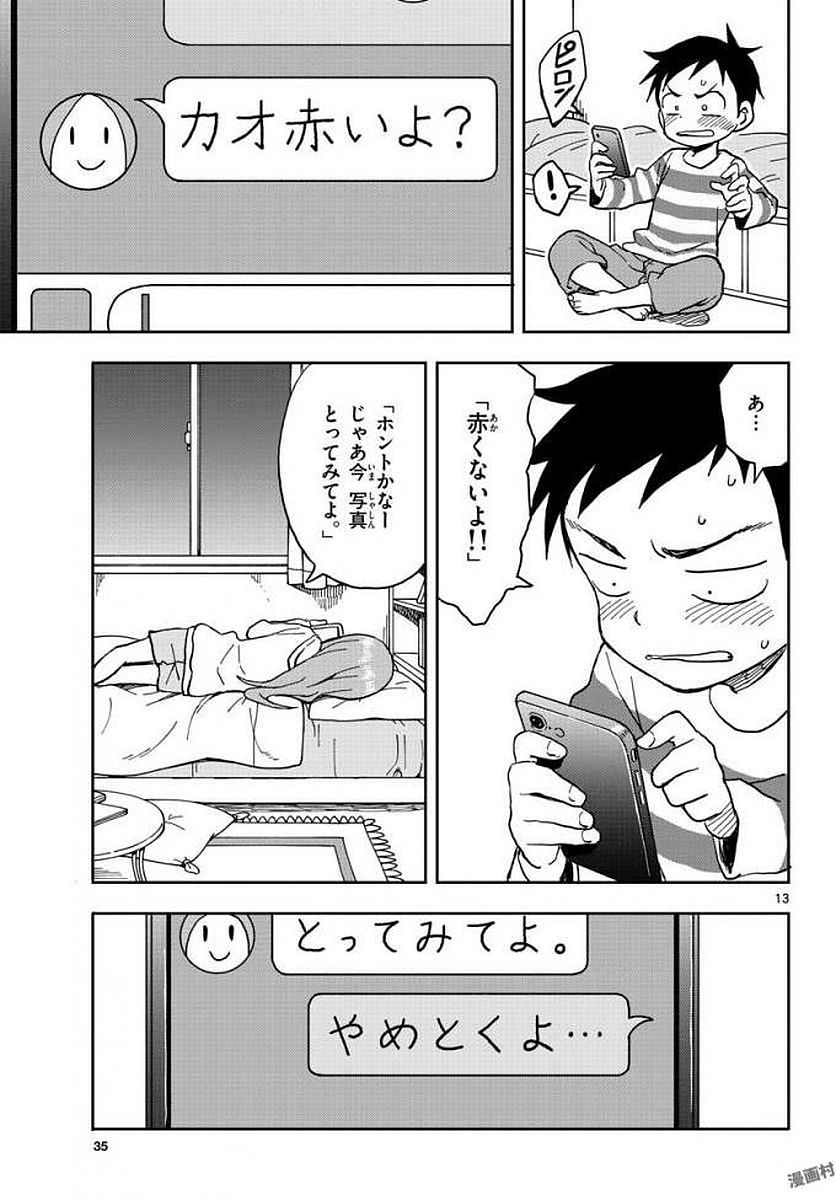 ピロン
！
カオ赤いよ？
あ…
「赤くないよ!!」
「ホントかなー
じゃあ今 写真
とってみてよ。」
13
とってみてよ。
やめとくよ…
35
漫画村